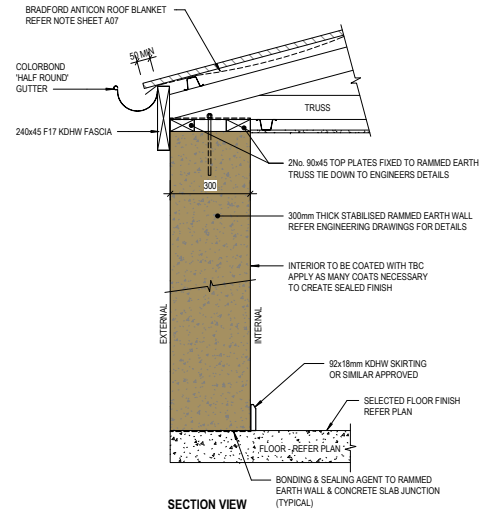 BRADFORD ANTICON ROOF BLANKET
REFER NOTE SHEET A07
50 MIN
COLORBOND
'HALF ROUND'
GUTTER
TRUSS
240x45 F17 KDHW FASCIA
2No. 90x45 TOP PLATES FIXED TO RAMMED EARTH
TRUSS TIE DOWN TO ENGINEERS DETAILS
300
300mm THICK STABILISED RAMMED EARTH WALL
REFER ENGINEERING DRAWINGS FOR DETAILS
INTERIOR TO BE COATED WITH TBC
APPLY AS MANY COATS NECESSARY
TO CREATE SEALED FINISH
EXTERNAL
INTERNAL
92x18mm KDHW SKIRTING
OR SIMILAR APPROVED
SELECTED FLOOR FINISH
REFER PLAN
FLOOR - REFER PLAN
BONDING & SEALING AGENT TO RAMMED
EARTH WALL & CONCRETE SLAB JUNCTION
(TYPICAL)
SECTION VIEW